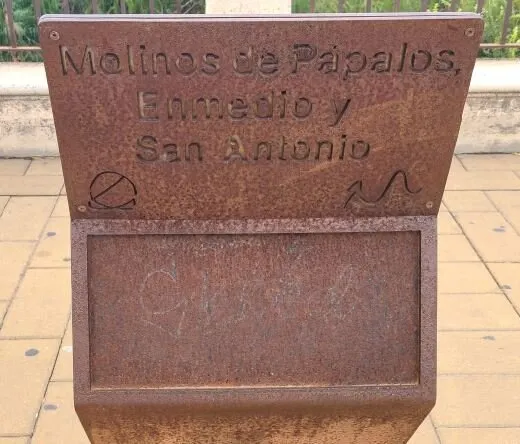 Molinos de Pápalos,
Enmedio y
San Antonio